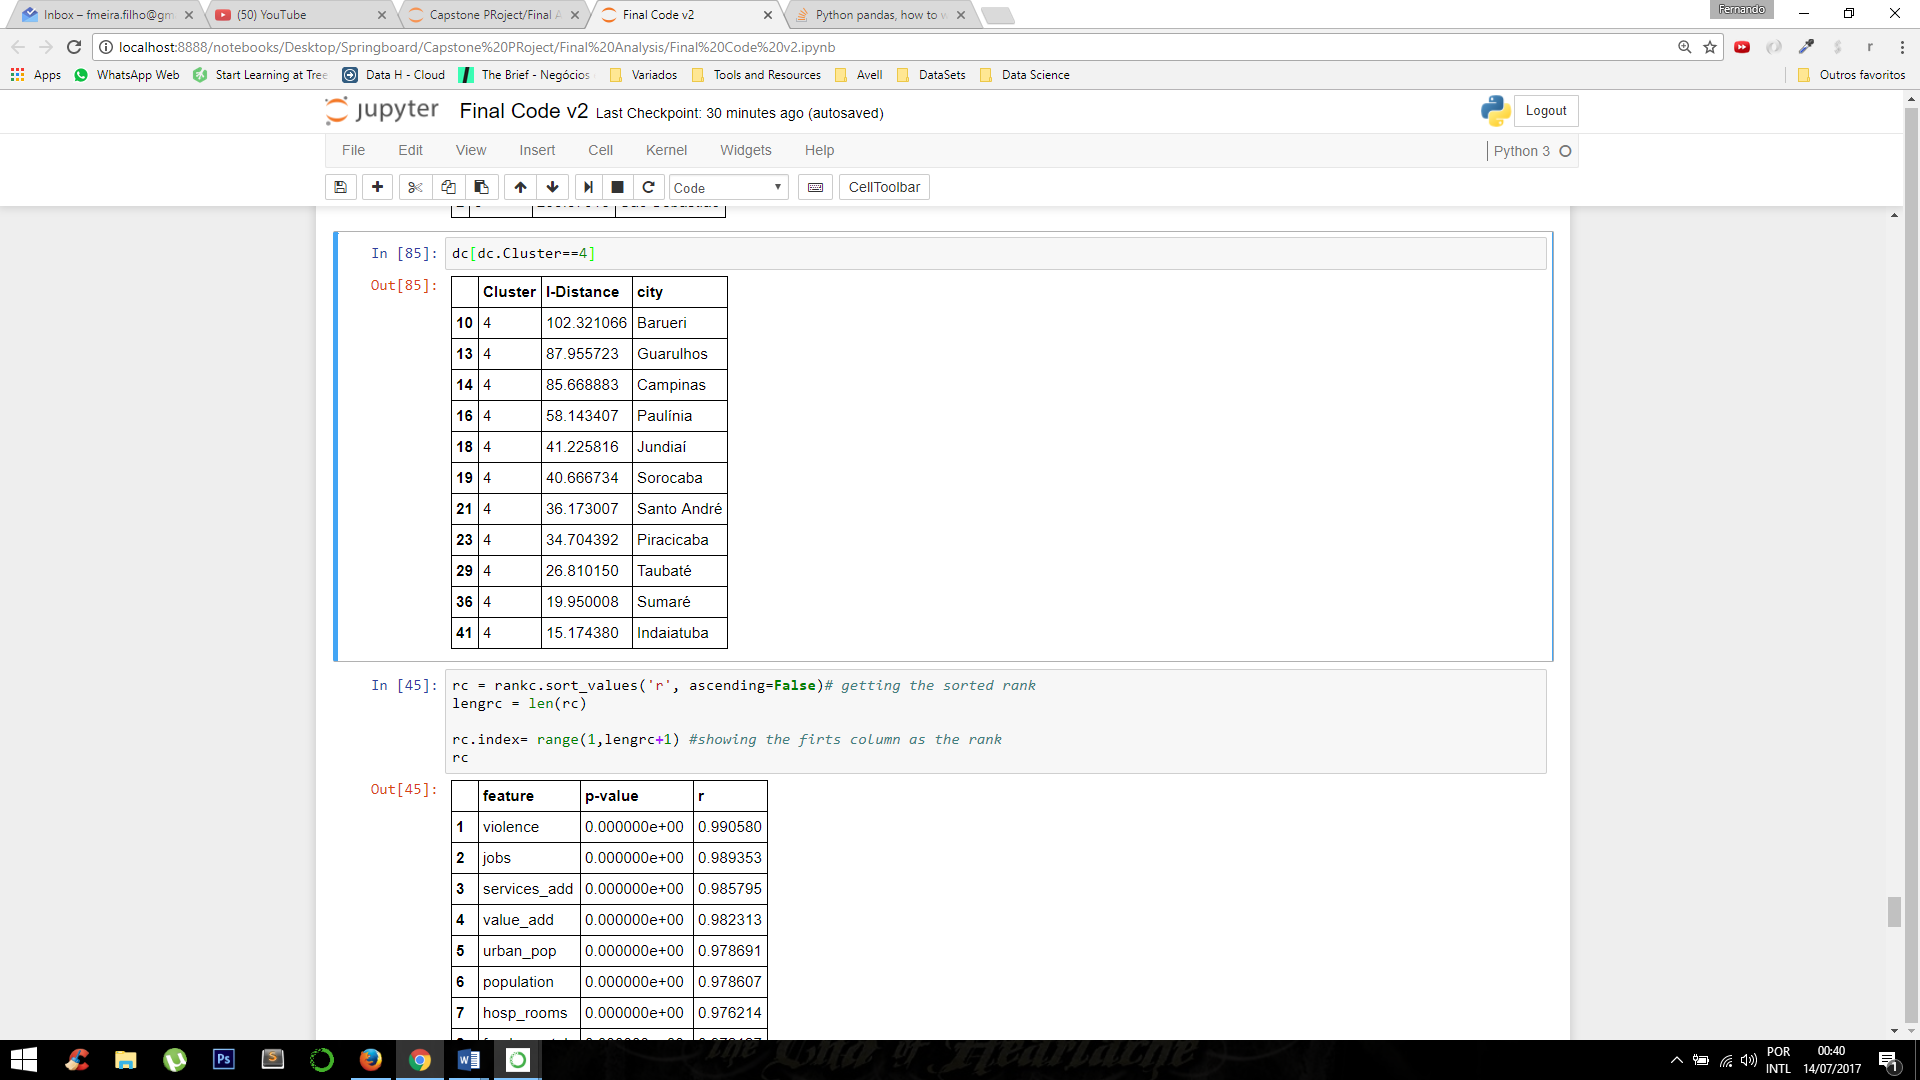 Inbox – fmeira.filho@gm
(50) YouTube
Capstone PRoject/Final A
Final Code v2
Python pandas, how to w
Fernando
localhost:8888/notebooks/Desktop/Springboard/Capstone%20PRoject/Final%20Analysis/Final%20Code%20v2.ipynb
Apps
WhatsApp Web
Start Learning at Tree
Data H - Cloud
The Brief - Negócios
Variados
Tools and Resources
Avell
DataSets
Data Science
Outros favoritos
jupyter Final Code v2 Last Checkpoint: 30 minutes ago (autosaved)
Logout
File Edit View Insert Cell Kernel Widgets Help
Python 3
Code
CellToolbar
In [85]: dc[dc.Cluster==4]
Out[85]:
Cluster I-Distance city
10 4 102.321066 Barueri
13 4 87.955723 Guarulhos
14 4 85.668883 Campinas
16 4 58.143407 Paulínia
18 4 41.225816 Jundiaí
19 4 40.666734 Sorocaba
21 4 36.173007 Santo André
23 4 34.704392 Piracicaba
29 4 26.810150 Taubaté
36 4 19.950008 Sumaré
41 4 15.174380 Indaiatuba
In [45]: rc = rankc.sort_values('r', ascending=False)# getting the sorted rank
lengrc = len(rc)
rc.index= range(1,lengrc+1) #showing the firts column as the rank
rc
Out[45]:
feature p-value r
1 violence 0.000000e+00 0.990580
2 jobs 0.000000e+00 0.989353
3 services_add 0.000000e+00 0.985795
4 value_add 0.000000e+00 0.982313
5 urban_pop 0.000000e+00 0.978691
6 population 0.000000e+00 0.978607
7 hosp_rooms 0.000000e+00 0.976214
POR
INTL
00:40
14/07/2017